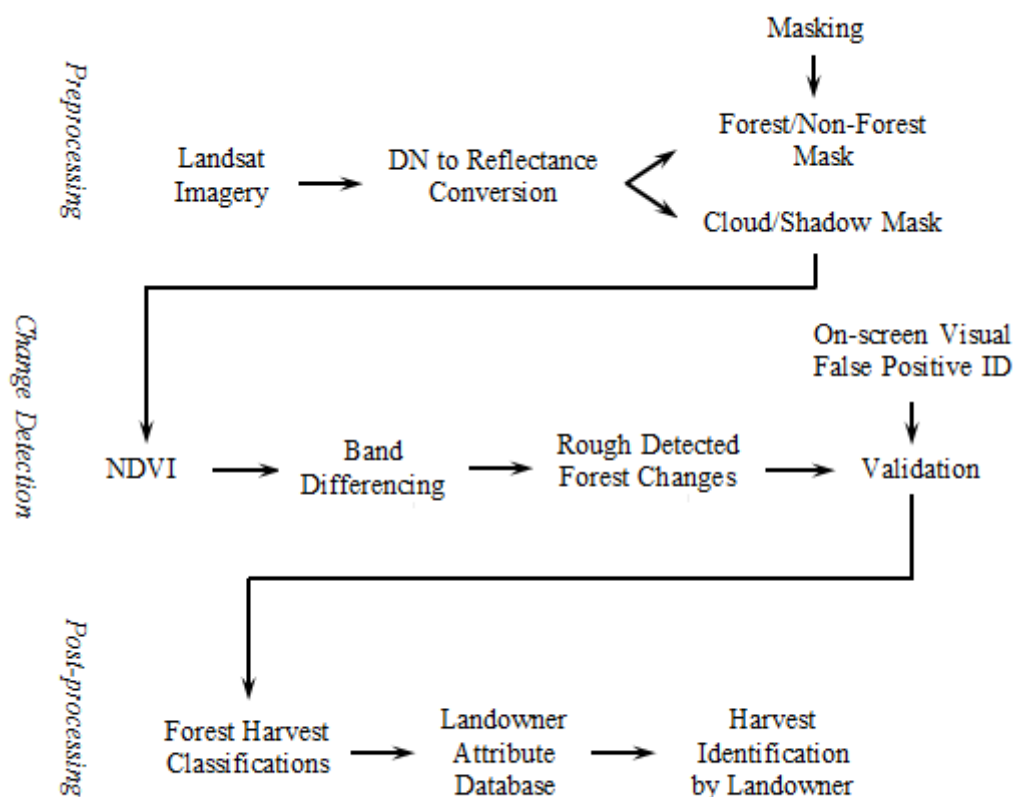 Preprocessing
Masking
Forest/Non-Forest
Mask
Landsat
Imagery
DN to Reflectance
Conversion
Cloud/Shadow Mask
Change Detection
On-screen Visual
False Positive ID
NDVI
Band
Differencing
Rough Detected
Forest Changes
Validation
Post-processing
Forest Harvest
Classifications
Landowner
Attribute
Database
Harvest
Identification
by Landowner